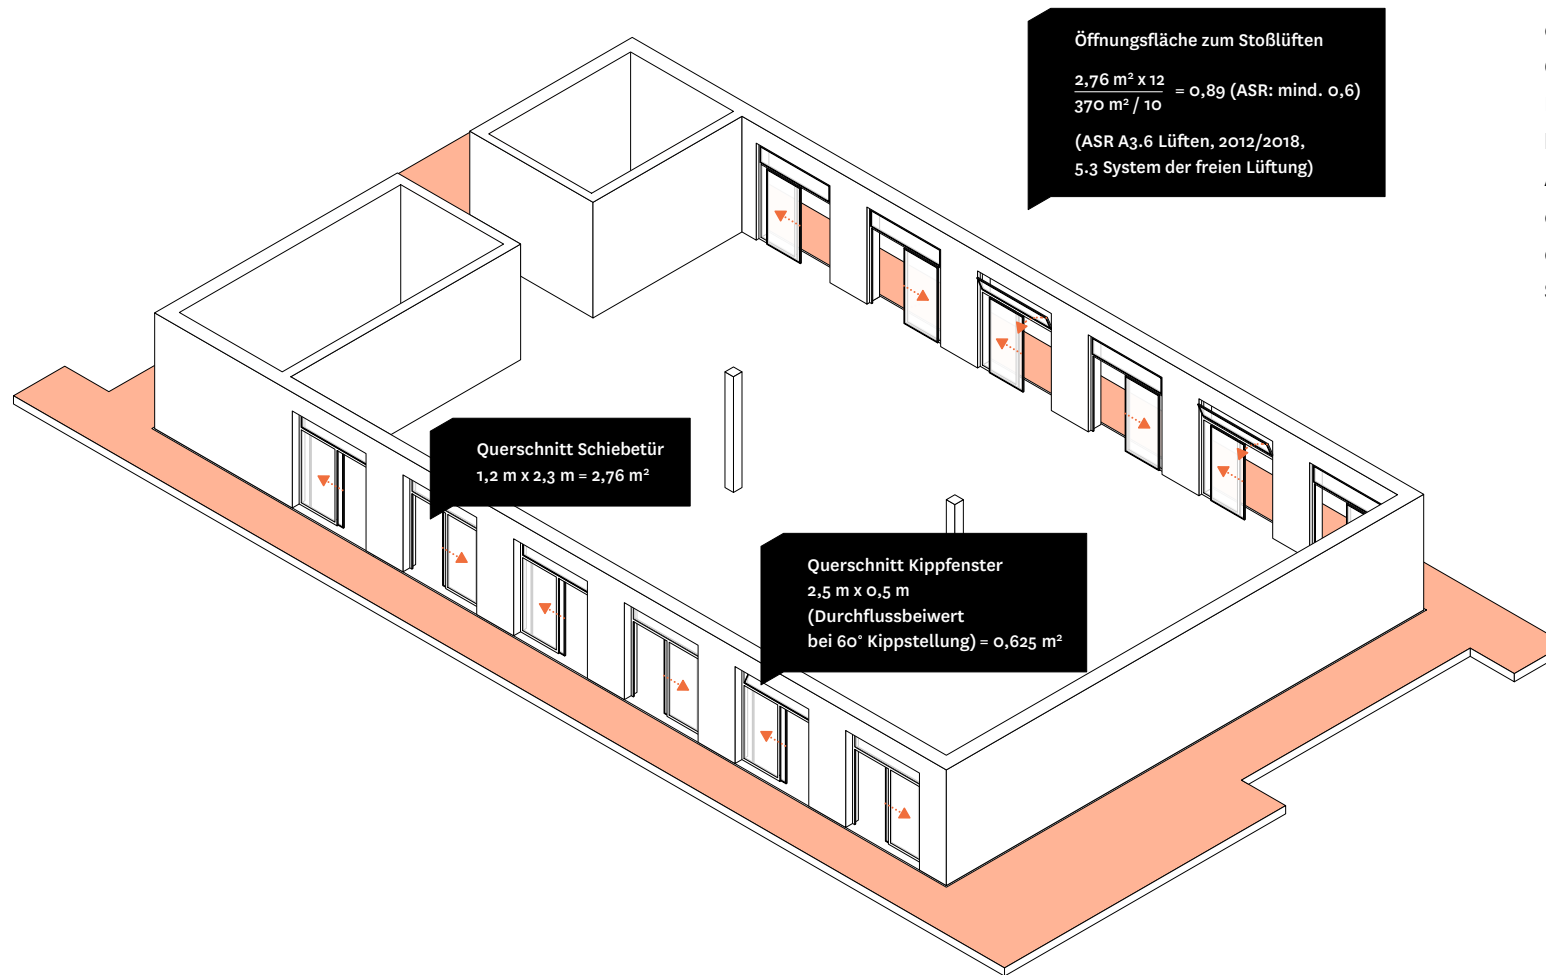 Öffnungsfläche zum Stoßlüften
2,76 m² x 12
370 m² / 10
= 0,89 (ASR: mind. 0,6)
(ASR A3.6 Lüften, 2012/2018,
5.3 System der freien Lüftung)
Querschnitt Schiebetür
1,2 m x 2,3 m = 2,76 m²
Querschnitt Kippfenster
2,5 m x 0,5 m
(Durchflussbeiwert
bei 60° Kippstellung) = 0,625 m²